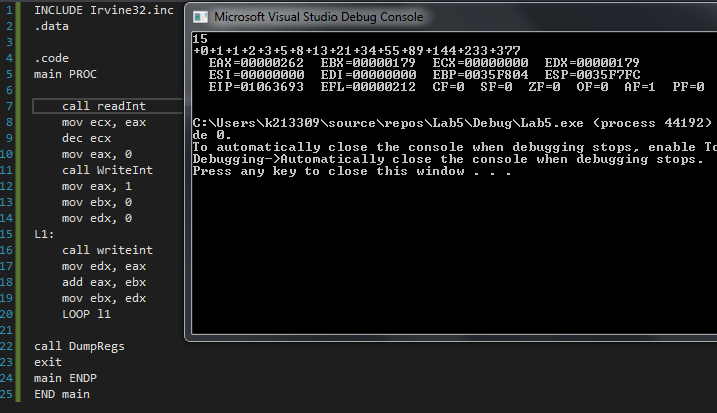 1 INCLUDE Irvine32.inc
2 .data
3
4 .code
5 main PROC
6
7 call readInt
8 mov ecx, eax
9 dec ecx
10 mov eax, 0
11 call WriteInt
12 mov eax, 1
13 mov ebx, 0
14 mov edx, 0
15 L1:
16 call writeint
17 mov edx, eax
18 add eax, ebx
19 mov ebx, edx
20 LOOP l1
21
22 call DumpRegs
23 exit
24 main ENDP
25 END main
Microsoft Visual Studio Debug Console
15
+0+1+1+2+3+5+8+13+21+34+55+89+144+233+377
EAX=00000262 EBX=00000179 ECX=00000000 EDX=00000179
ESI=00000000 EDI=00000000 EBP=0035F804 ESP=0035F7FC
EIP=01063693 EFL=00000212 CF=0 SF=0 ZF=0 OF=0 AF=1 PF=0
C:\Users\k213309\source\repos\Lab5\Debug\Lab5.exe (process 44192)
de 0.
To automatically close the console when debugging stops, enable To
Debugging->Automatically close the console when debugging stops.
Press any key to close this window . . .